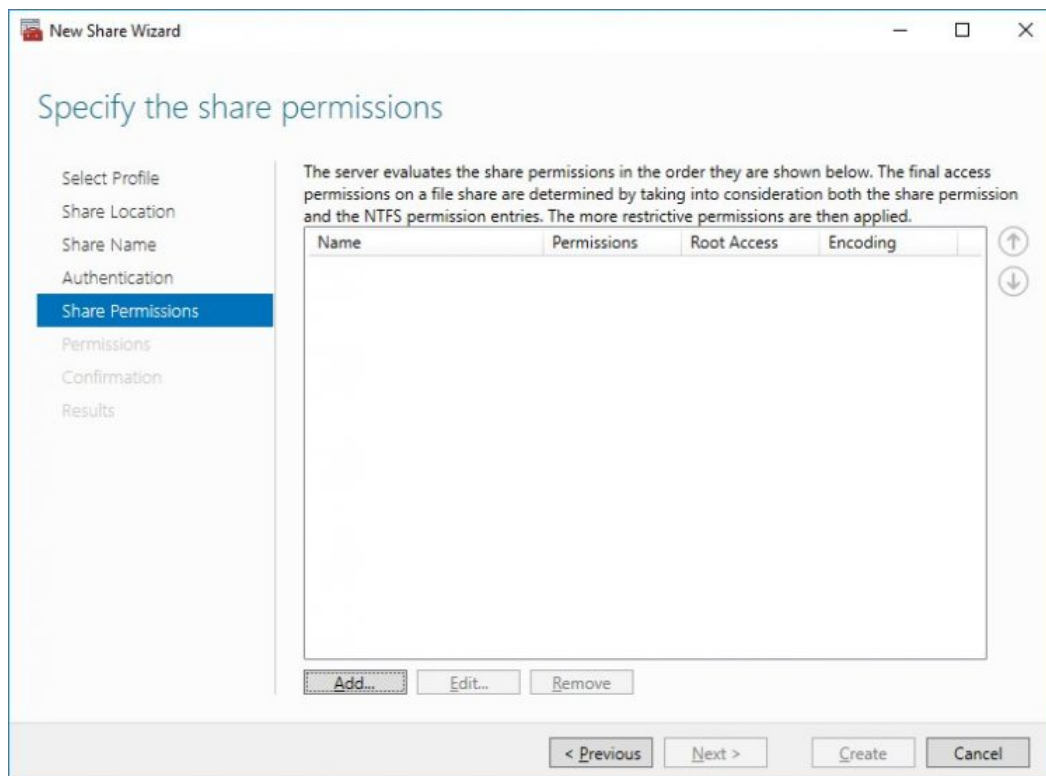 New Share Wizard
Specify the share permissions
Select Profile
Share Location
Share Name
Authentication
Share Permissions
Permissions
Confirmation
Results
The server evaluates the share permissions in the order they are shown below. The final access
permissions on a file share are determined by taking into consideration both the share permission
and the NTFS permission entries. The more restrictive permissions are then applied.
Name Permissions Root Access Encoding
Add... Edit... Remove
< Previous Next > Create Cancel